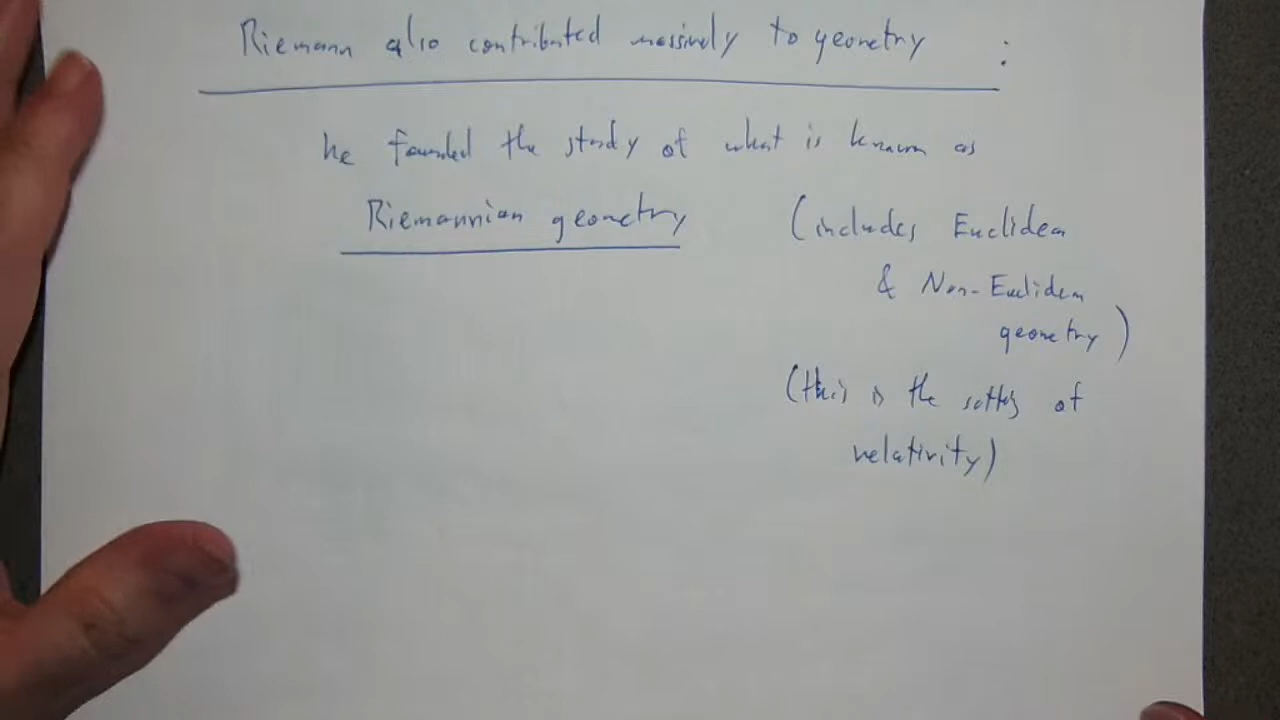 Riemann also contributed massively to geometry :
he founded the study of what is known as
Riemannian geometry (includes Euclidean
& Non-Euclidean
geometry)
(this is the setting of
relativity)